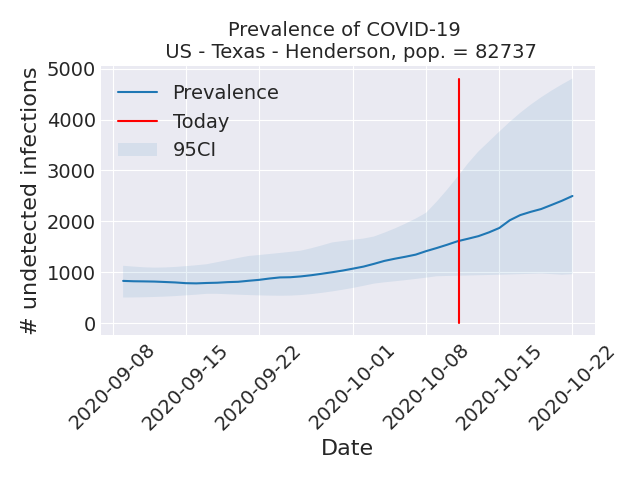 Prevalence of COVID-19
US - Texas - Henderson, pop. = 82737
# undetected infections
5000
4000
3000
2000
1000
0
Prevalence
Today
95CI
2020-09-08
2020-09-15
2020-09-22
2020-10-01
2020-10-08
2020-10-15
2020-10-22
Date